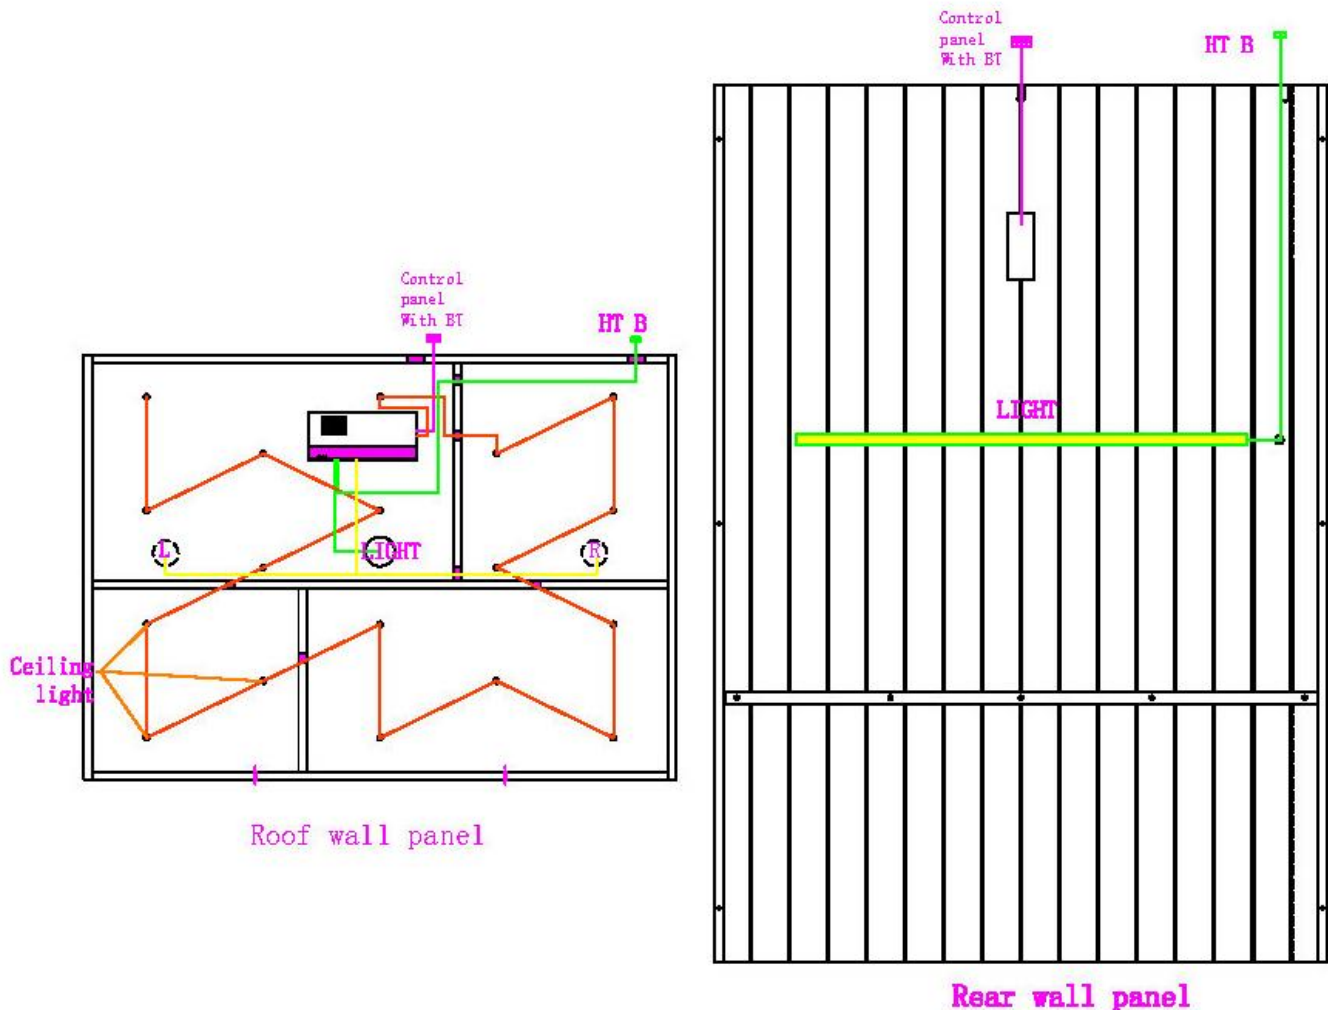 Control
panel
With BT
HT B
LIGHT
Rear wall panel
Control
panel
With BT
HT B
L
LIGHT
R
Ceiling
light
Roof wall panel